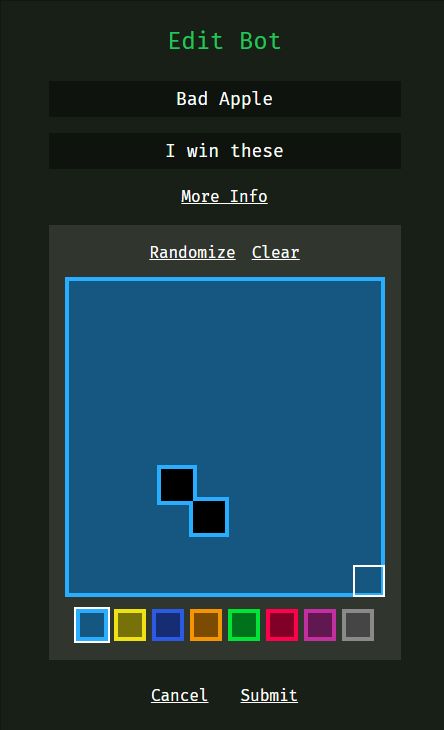 Edit Bot
Bad Apple
I win these
More Info
Randomize Clear
Cancel Submit